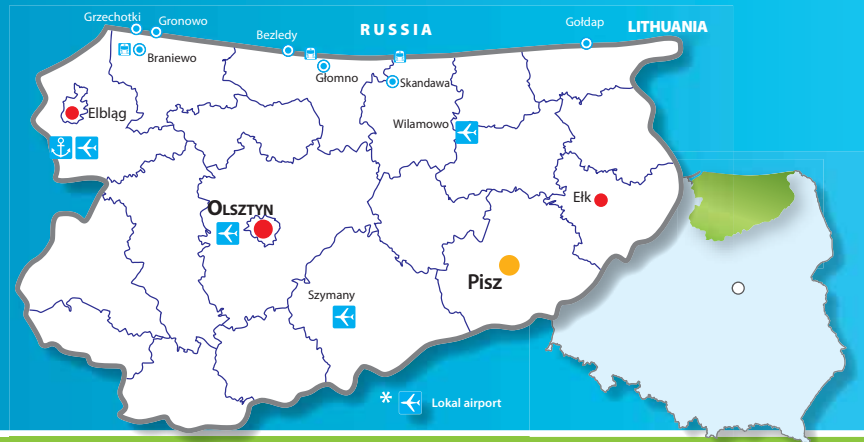 Grzechotki
Gronowo
Bezledy
RUSSIA
Gołdap
LITHUANIA
Braniewo
Głomno
Skandawa
Elbląg
Wilamowo
OLSZTYN
Ełk
Pisz
Szymany
* Lokal airport